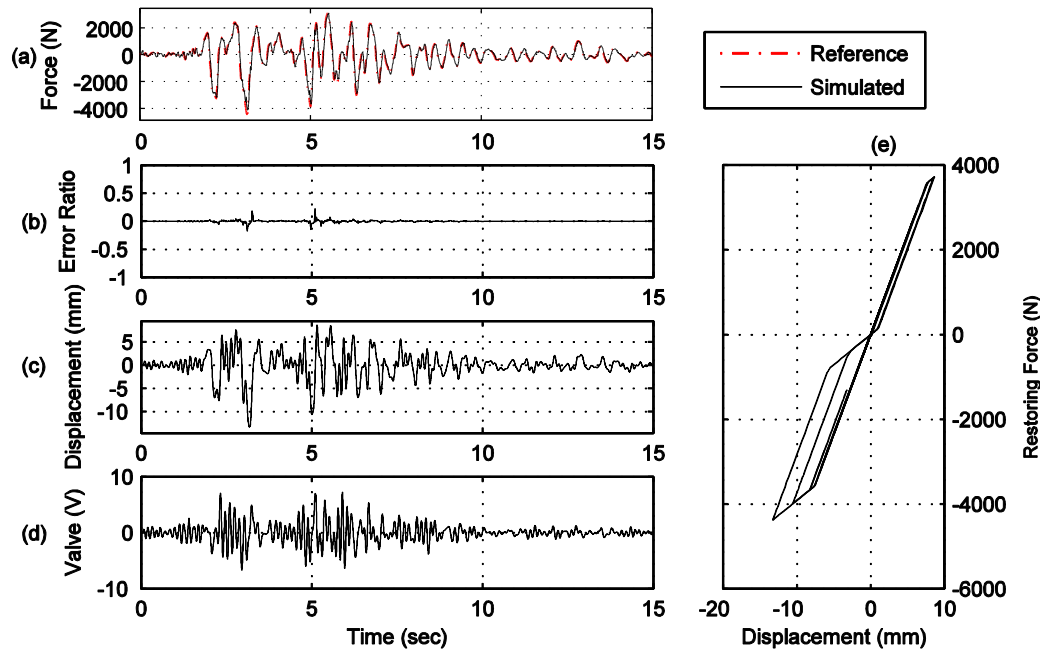 (a)
Force (N)
2000
0
-2000
-4000
0 5 10 15
Reference
Simulated
(b)
Error Ratio
1
0.5
0
-0.5
-1
0 5 10 15
(c)
Displacement (mm)
5
0
-5
-10
0 5 10 15
(d)
Valve (V)
10
0
-10
0 5 10 15
Time (sec)
(e)
4000
2000
0
-2000
-4000
-6000
Restoring Force (N)
-20 -10 0 10
Displacement (mm)